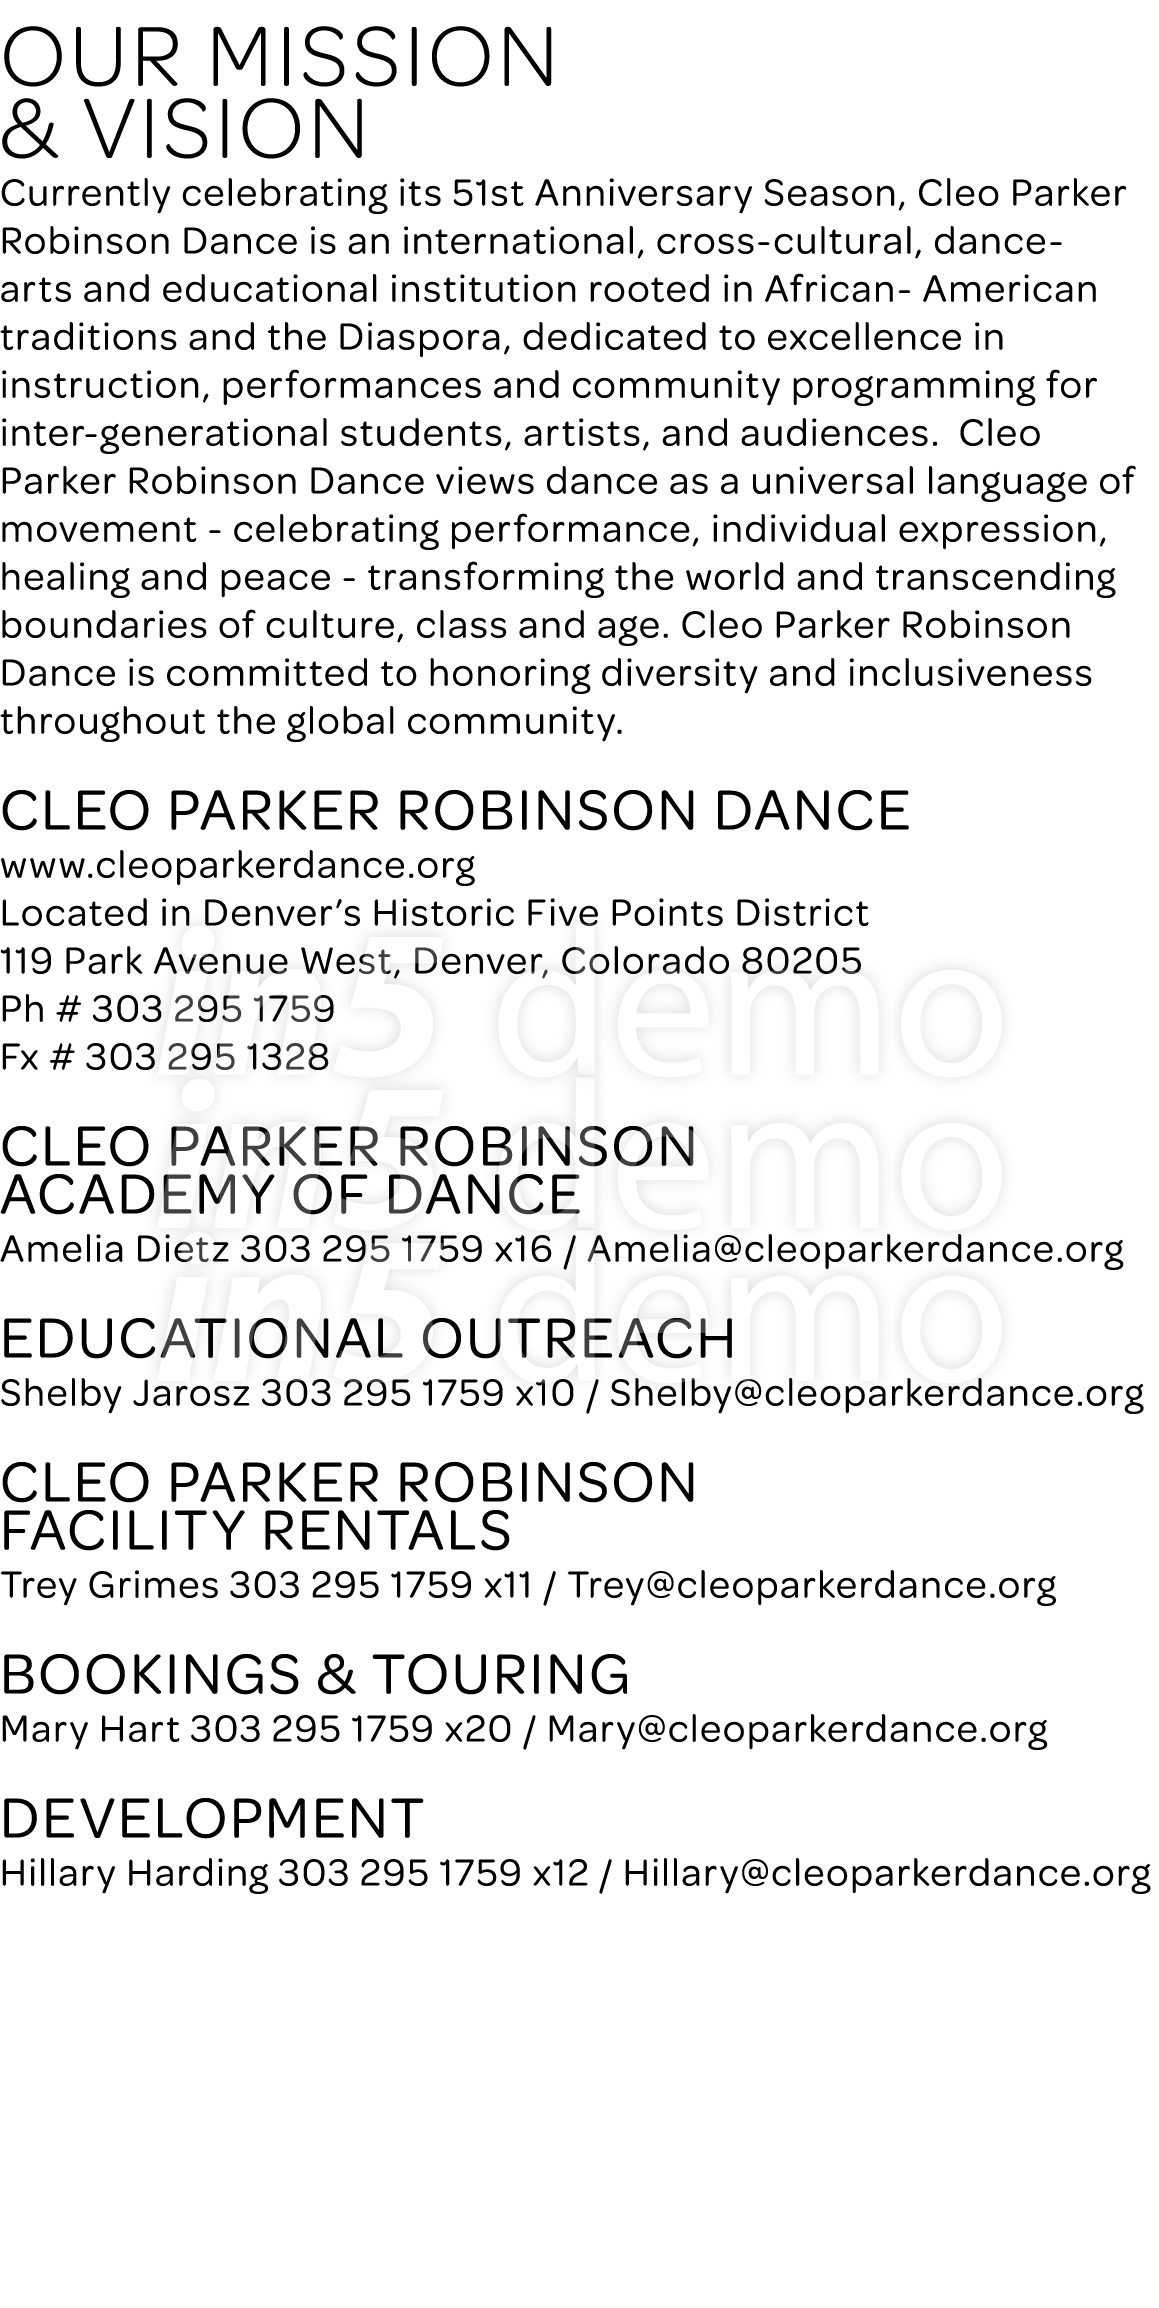 OUR MISSION
& VISION
Currently celebrating its 51st Anniversary Season, Cleo Parker
Robinson Dance is an international, cross-cultural, dance-
arts and educational institution rooted in African- American
traditions and the Diaspora, dedicated to excellence in
instruction, performances and community programming for
inter-generational students, artists, and audiences.  Cleo
Parker Robinson Dance views dance as a universal language of
movement - celebrating performance, individual expression,
healing and peace - transforming the world and transcending
boundaries of culture, class and age. Cleo Parker Robinson
Dance is committed to honoring diversity and inclusiveness
throughout the global community.
CLEO PARKER ROBINSON DANCE
www.cleoparkerdance.org
Located in Denver’s Historic Five Points District
119 Park Avenue West, Denver, Colorado 80205
Ph # 303 295 1759
Fx # 303 295 1328
in5 demo
CLEO PARKER ROBINSON
ACADEMY OF DANCE
in5 demo
Amelia Dietz 303 295 1759 x16 / Amelia@cleoparkerdance.org
EDUCATIONAL OUTREACH
in5 demo
Shelby Jarosz 303 295 1759 x10 / Shelby@cleoparkerdance.org
CLEO PARKER ROBINSON
FACILITY RENTALS
Trey Grimes 303 295 1759 x11 / Trey@cleoparkerdance.org
BOOKINGS & TOURING
Mary Hart 303 295 1759 x20 / Mary@cleoparkerdance.org
DEVELOPMENT
Hillary Harding 303 295 1759 x12 / Hillary@cleoparkerdance.org